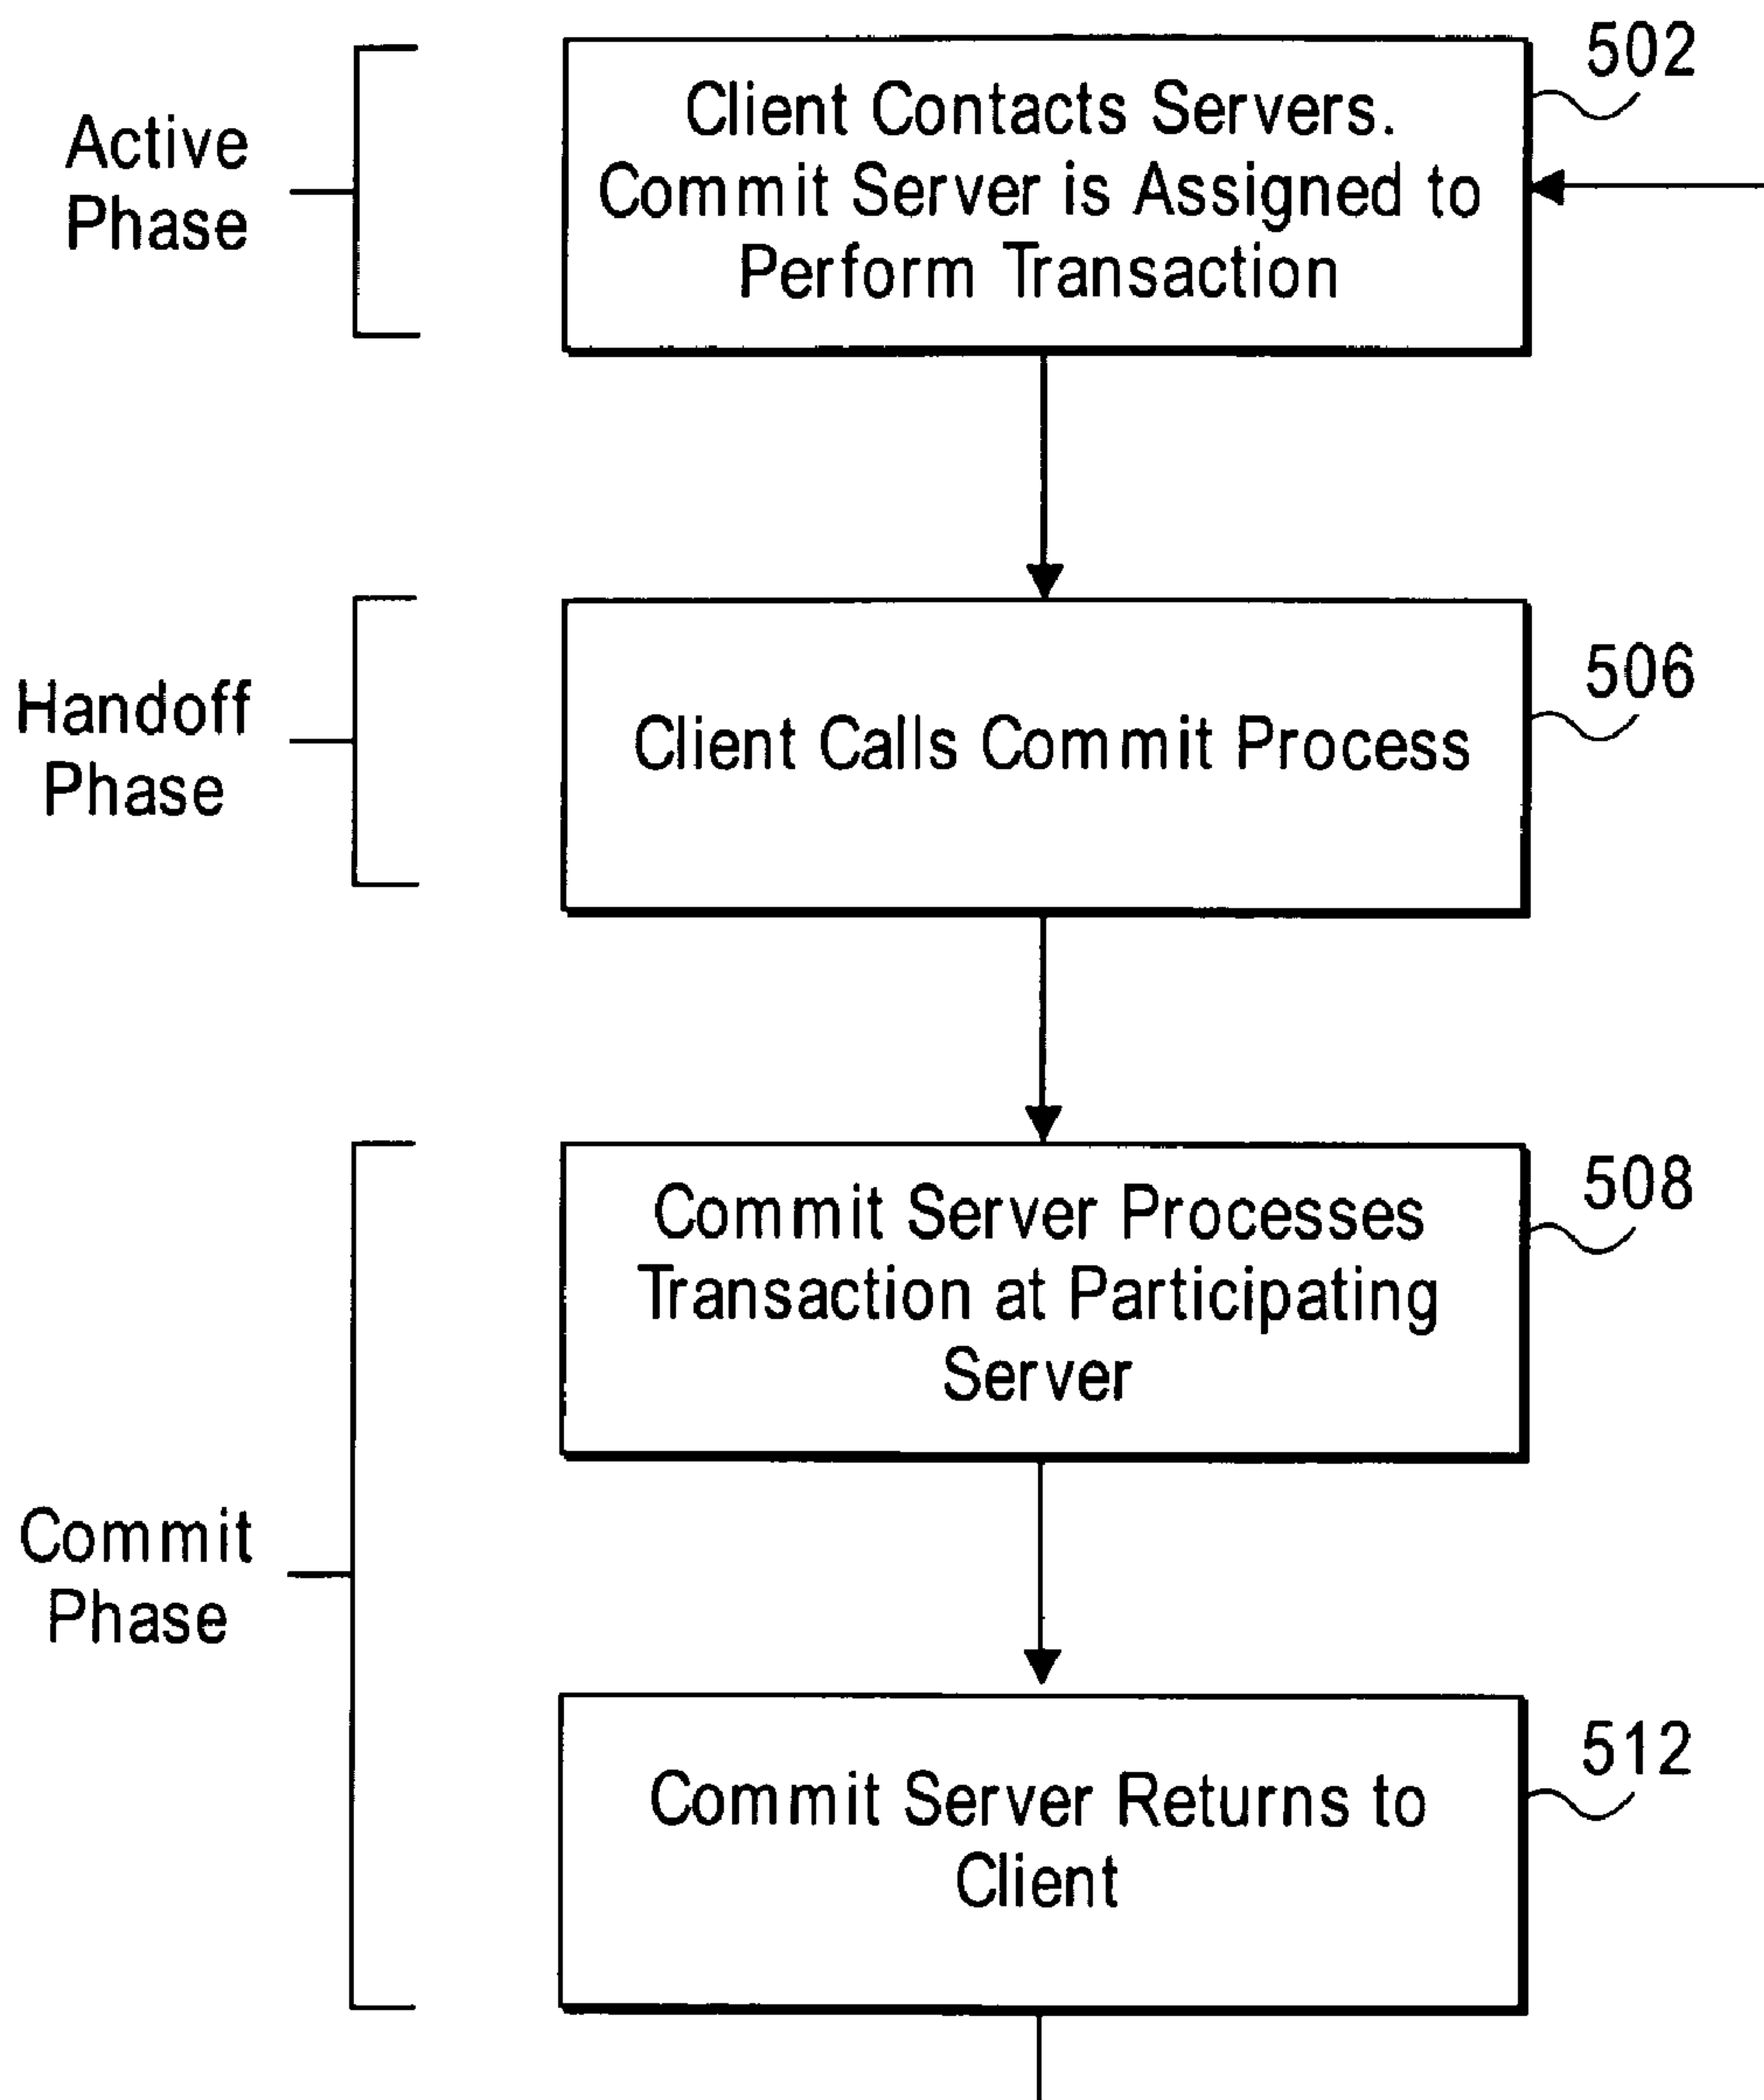 502
Active
Phase
Client Contacts Servers.
Commit Server is Assigned to
Perform Transaction
506
Handoff
Phase
Client Calls Commit Process
508
Commit Server Processes
Transaction at Participating
Server
Commit
Phase
512
Commit Server Returns to
Client